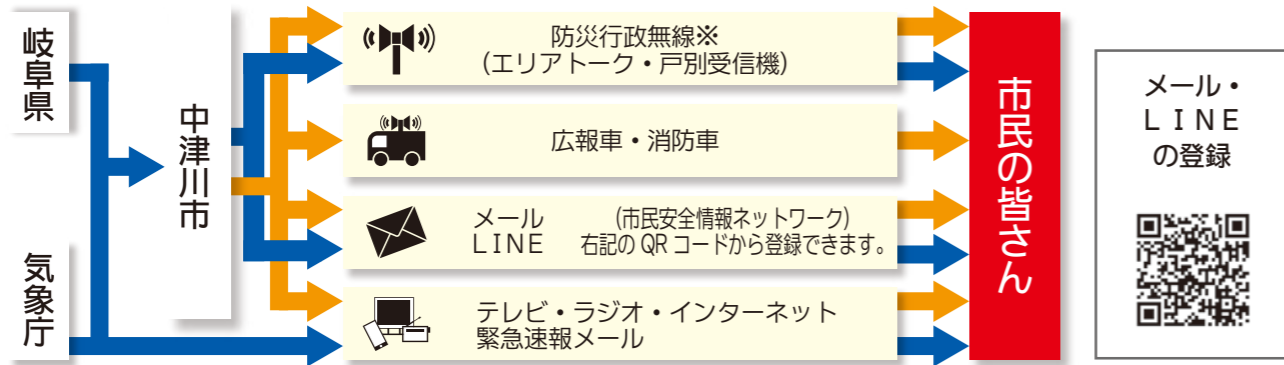 岐阜県
気象庁
中津川市
防災行政無線※
(エリアトーク・戸別受信機)
広報車・消防車
メール
LINE
(市民安全情報ネットワーク)
右記の QR コードから登録できます。
テレビ・ラジオ・インターネット
緊急速報メール
市民の皆さん
メール・
LINE
の登録